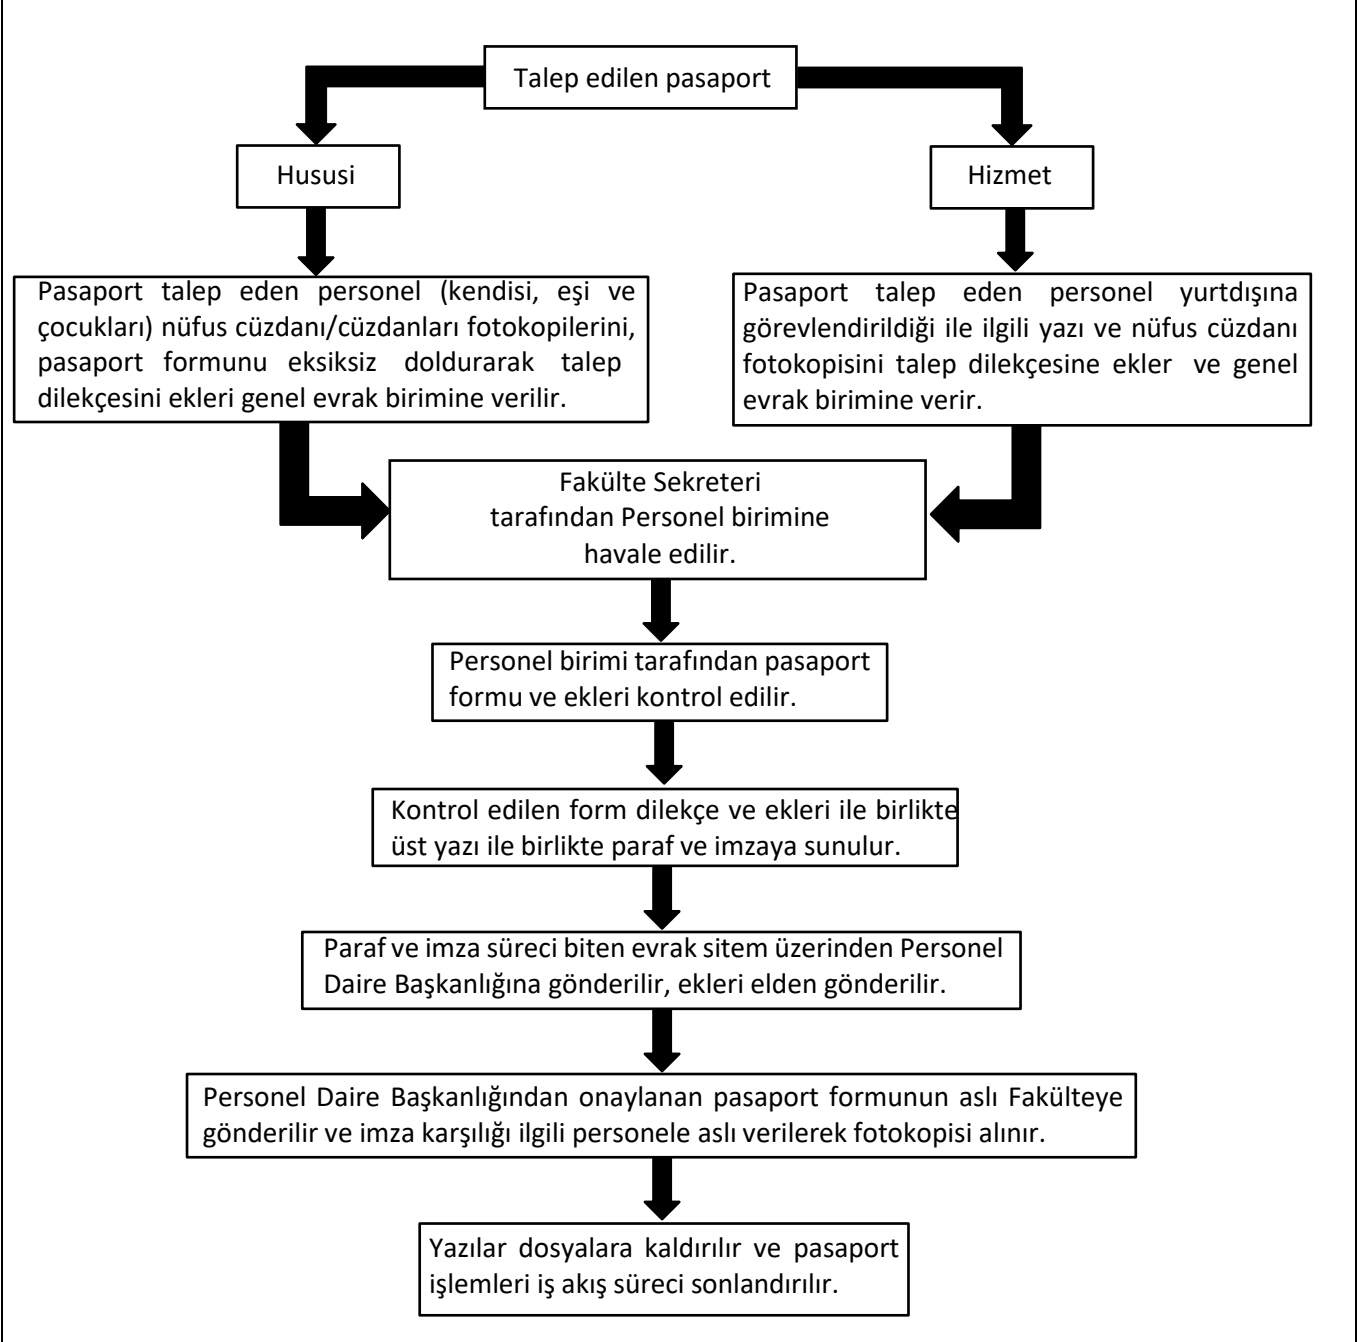 Talep edilen pasaport
Hususi
Hizmet
Pasaport talep eden personel (kendisi, eşi ve
çocukları) nüfus cüzdanı/cüzdanları fotokopilerini,
pasaport formunu eksiksiz doldurarak talep
dilekçesini ekleri genel evrak birimine verilir.
Pasaport talep eden personel yurtdışına
görevlendirildiği ile ilgili yazı ve nüfus cüzdanı
fotokopisini talep dilekçesine ekler ve genel
evrak birimine verir.
Fakülte Sekreteri
tarafından Personel birimine
havale edilir.
Personel birimi tarafından pasaport
formu ve ekleri kontrol edilir.
Kontrol edilen form dilekçe ve ekleri ile birlikte
üst yazı ile birlikte paraf ve imzaya sunulur.
Paraf ve imza süreci biten evrak sitem üzerinden Personel
Daire Başkanlığına gönderilir, ekleri elden gönderilir.
Personel Daire Başkanlığından onaylanan pasaport formunun aslı Fakülteye
gönderilir ve imza karşılığı ilgili personele aslı verilerek fotokopisi alınır.
Yazılar dosyalara kaldırılır ve pasaport
işlemleri iş akış süreci sonlandırılır.